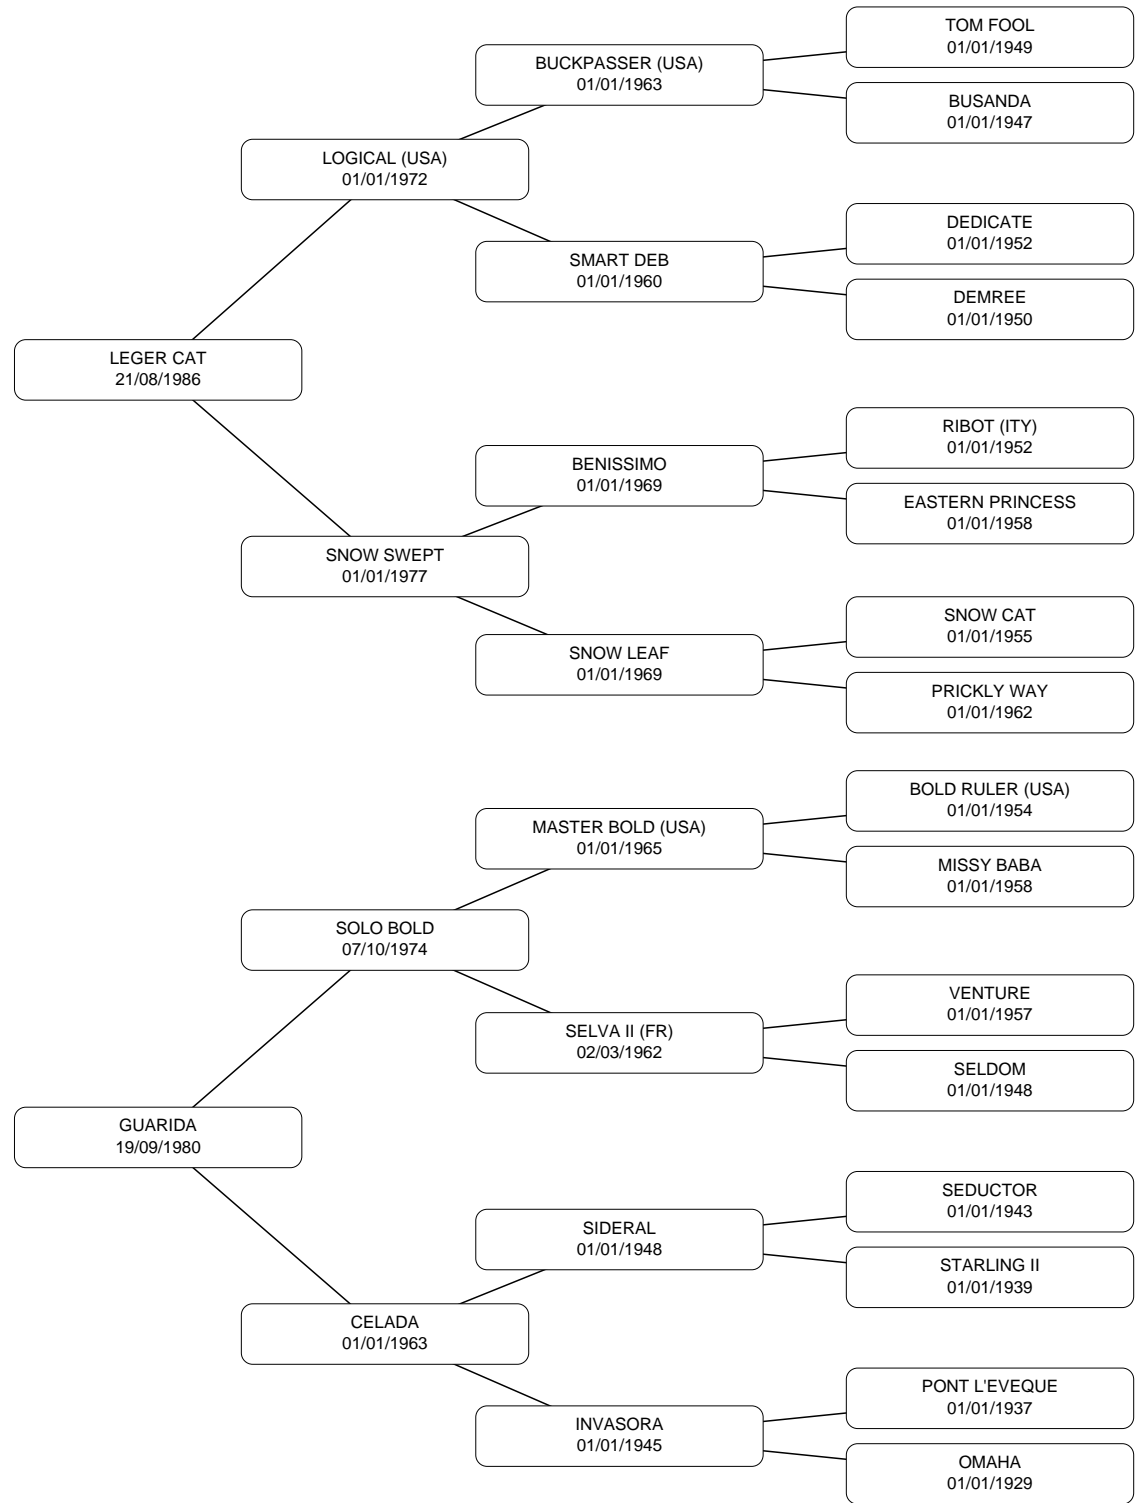 TOM FOOL
01/01/1949
BUCKPASSER (USA)
01/01/1963
BUSANDA
01/01/1947
LOGICAL (USA)
01/01/1972
DEDICATE
01/01/1952
SMART DEB
01/01/1960
DEMREE
01/01/1950
LEGER CAT
21/08/1986
RIBOT (ITY)
01/01/1952
BENISSIMO
01/01/1969
EASTERN PRINCESS
01/01/1958
SNOW SWEPT
01/01/1977
SNOW CAT
01/01/1955
SNOW LEAF
01/01/1969
PRICKLY WAY
01/01/1962
BOLD RULER (USA)
01/01/1954
MASTER BOLD (USA)
01/01/1965
MISSY BABA
01/01/1958
SOLO BOLD
07/10/1974
VENTURE
01/01/1957
SELVA II (FR)
02/03/1962
SELDOM
01/01/1948
GUARIDA
19/09/1980
SEDUCTOR
01/01/1943
SIDERAL
01/01/1948
STARLING II
01/01/1939
CELADA
01/01/1963
PONT L'EVEQUE
01/01/1937
INVASORA
01/01/1945
OMAHA
01/01/1929